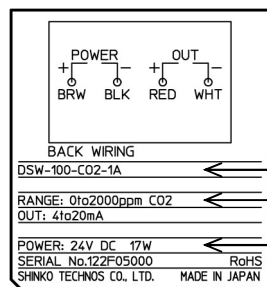 POWER OUT
+ − + −
BRW BLK RED WHT
BACK WIRING
DSW-100-CO2-1A
RANGE: 0to2000ppm CO2
OUT: 4to20mA
POWER: 24V DC 17W
SERIAL No.122F05000 RoHS
SHINKO TECHNOS CO., LTD. MADE IN JAPAN